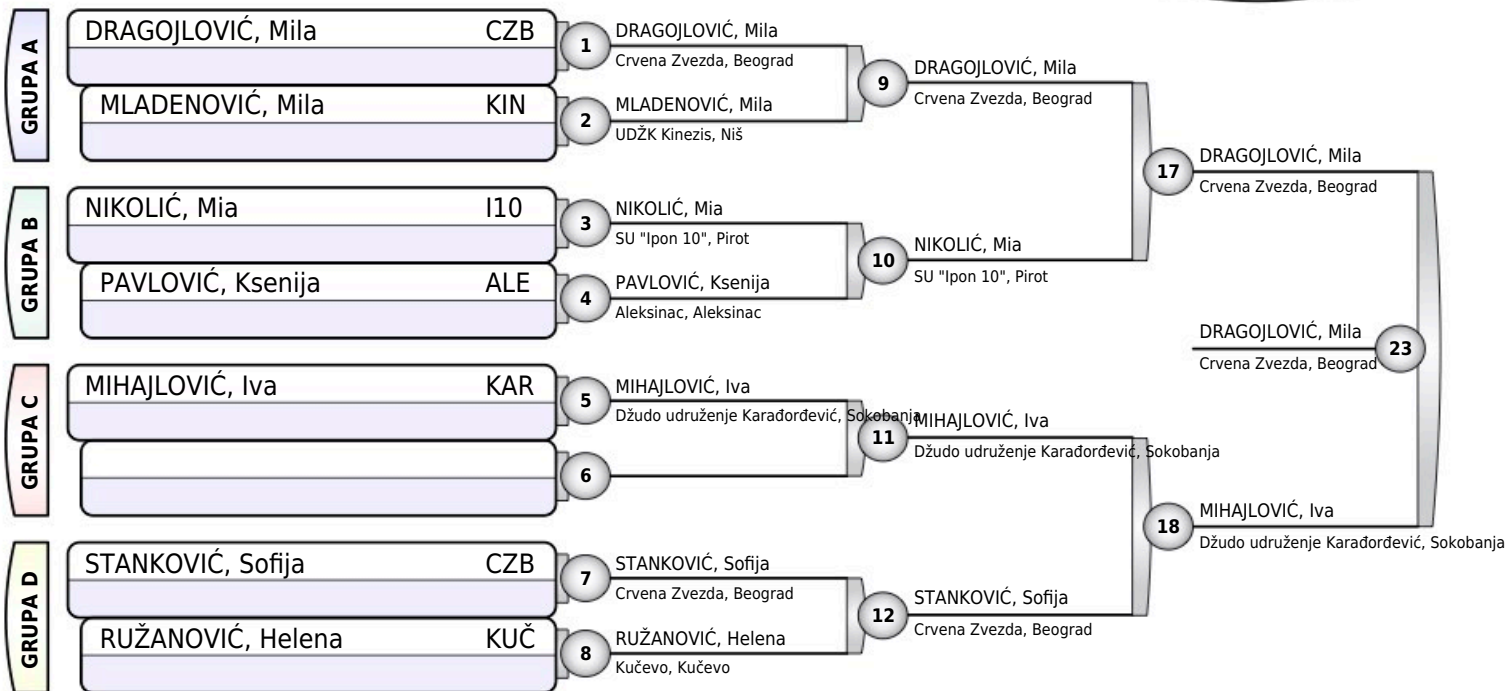 GRUPA A
DRAGOJLOVIĆ, Mila CZB
MLADENOVIĆ, Mila KIN
1
DRAGOJLOVIĆ, Mila
Crvena Zvezda, Beograd
2
MLADENOVIĆ, Mila
UDŽK Kinezis, Niš
9
DRAGOJLOVIĆ, Mila
Crvena Zvezda, Beograd
GRUPA B
NIKOLIĆ, Mia I10
PAVLOVIĆ, Ksenija ALE
3
NIKOLIĆ, Mia
SU "Ipon 10", Pirot
4
PAVLOVIĆ, Ksenija
Aleksinac, Aleksinac
10
NIKOLIĆ, Mia
SU "Ipon 10", Pirot
17
DRAGOJLOVIĆ, Mila
Crvena Zvezda, Beograd
GRUPA C
MIHAJLOVIĆ, Iva KAR
5
MIHAJLOVIĆ, Iva
Džudo udruženje Karađorđević, Sokobanja
6
11
MIHAJLOVIĆ, Iva
Džudo udruženje Karađorđević, Sokobanja
GRUPA D
STANKOVIĆ, Sofija CZB
RUŽANOVIĆ, Helena KUČ
7
STANKOVIĆ, Sofija
Crvena Zvezda, Beograd
8
RUŽANOVIĆ, Helena
Kučevo, Kučevo
12
STANKOVIĆ, Sofija
Crvena Zvezda, Beograd
18
MIHAJLOVIĆ, Iva
Džudo udruženje Karađorđević, Sokobanja
DRAGOJLOVIĆ, Mila
Crvena Zvezda, Beograd
23